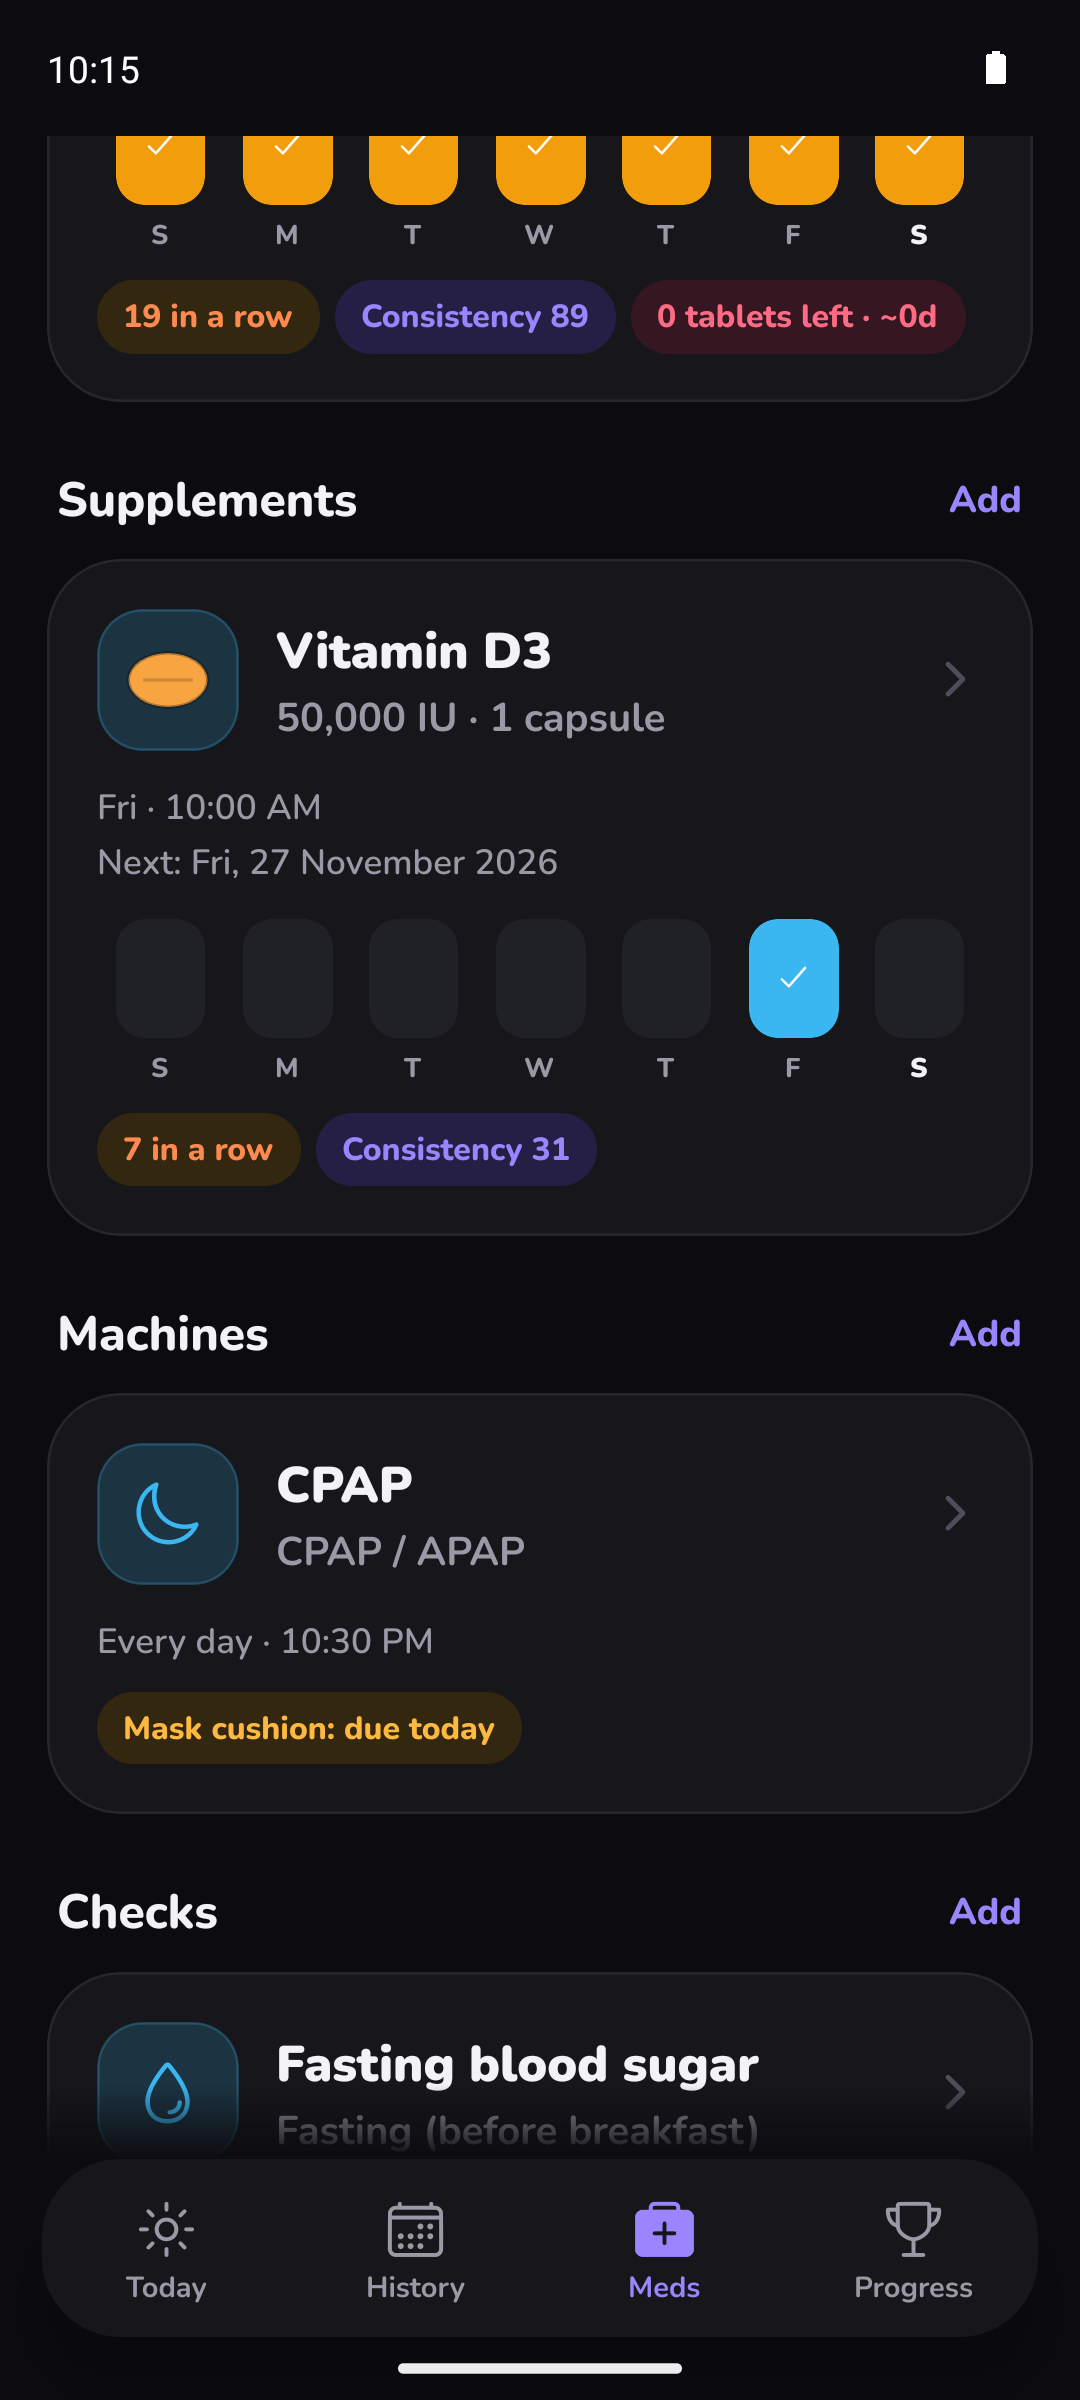 10:15
S M T W T F S
19 in a row Consistency 89 0 tablets left · ~0d
Supplements Add
Vitamin D3
50,000 IU · 1 capsule
Fri · 10:00 AM
Next: Fri, 27 November 2026
S M T W T F S
7 in a row Consistency 31
Machines Add
CPAP
CPAP / APAP
Every day · 10:30 PM
Mask cushion: due today
Checks Add
Fasting blood sugar
Fasting (before breakfast)
Today History Meds Progress